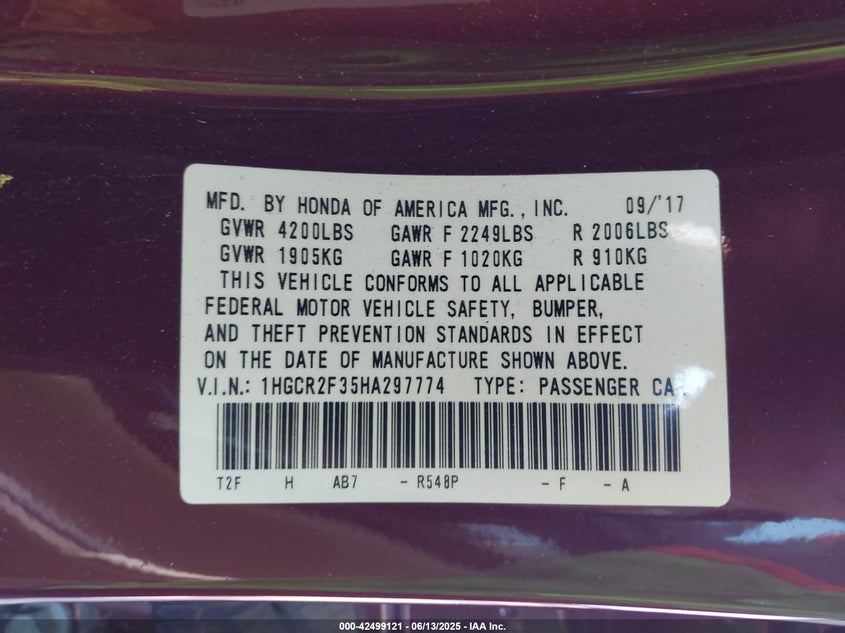 MFD. BY HONDA OF AMERICA MFG., INC. 09/'17
GVWR 4200LBS GAWR F 2249LBS R 2006LBS
GVWR 1905KG GAWR F 1020KG R 910KG
THIS VEHICLE CONFORMS TO ALL APPLICABLE
FEDERAL MOTOR VEHICLE SAFETY, BUMPER,
AND THEFT PREVENTION STANDARDS IN EFFECT
ON THE DATE OF MANUFACTURE SHOWN ABOVE.
V.I.N.: 1HGCR2F35HA297774 TYPE: PASSENGER CA
T2F H AB7 - R548P - F - A
000-42499121 - 06/13/2025 - IAA Inc.